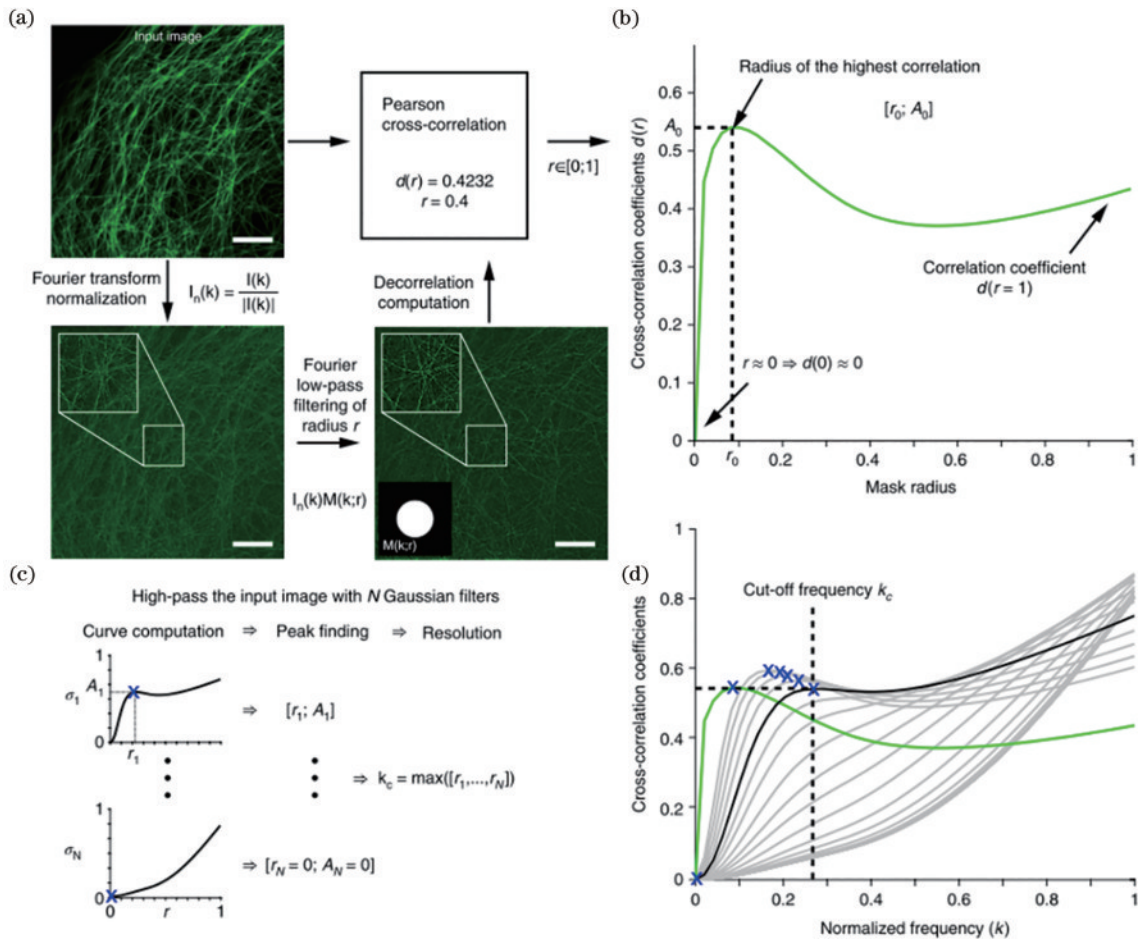 (a)
Input image
Pearson
cross-correlation
d(r) = 0.4232
r = 0.4
r∈[0;1]
Fourier transform
normalization
Iₙ(k) = I(k) / |I(k)|
Decorrelation
computation
Fourier
low-pass
filtering of
radius r
Iₙ(k)M(k;r)
M(k;r)
(b)
Radius of the highest correlation
[r₀; A₀]
Cross-correlation coefficients d(r)
0.6
A₀
0.5
0.4
0.3
0.2
0.1
0
Correlation coefficient
d(r = 1)
r ≈ 0 ⇒ d(0) ≈ 0
0 r₀ 0.2 0.4 0.6 0.8 1
Mask radius
(c)
High-pass the input image with N Gaussian filters
Curve computation ⇒ Peak finding ⇒ Resolution
1
A₁
σ₁
0
0 r₁ 1
⇒ [r₁; A₁]
⇒ k꜀ = max([r₁,...,r_N])
1
σ_N
0
0 r 1
⇒ [r_N = 0; A_N = 0]
(d)
Cut-off frequency k꜀
Cross-correlation coefficients
1
0.8
0.6
0.4
0.2
0
0 0.2 0.4 0.6 0.8 1
Normalized frequency (k)